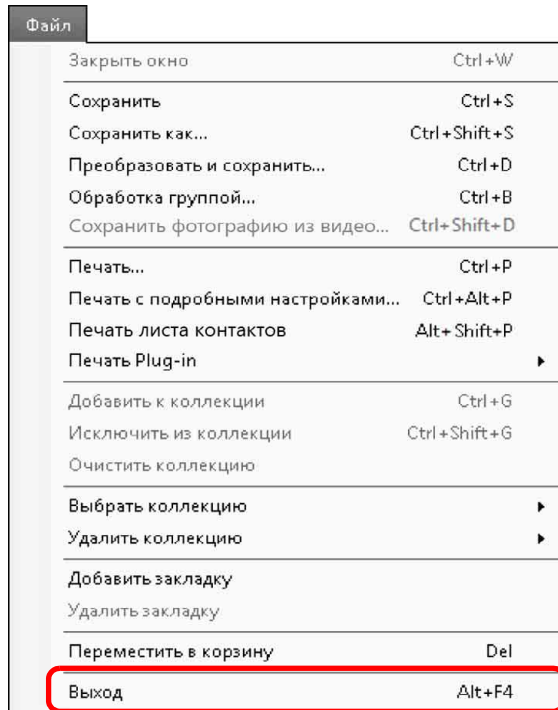 Файл
Закрыть окно Ctrl+W
Сохранить Ctrl+S
Сохранить как... Ctrl+Shift+S
Преобразовать и сохранить... Ctrl+D
Обработка группой... Ctrl+B
Сохранить фотографию из видео... Ctrl+Shift+D
Печать... Ctrl+P
Печать с подробными настройками... Ctrl+Alt+P
Печать листа контактов Alt+Shift+P
Печать Plug-in
Добавить к коллекции Ctrl+G
Исключить из коллекции Ctrl+Shift+G
Очистить коллекцию
Выбрать коллекцию
Удалить коллекцию
Добавить закладку
Удалить закладку
Переместить в корзину Del
Выход Alt+F4